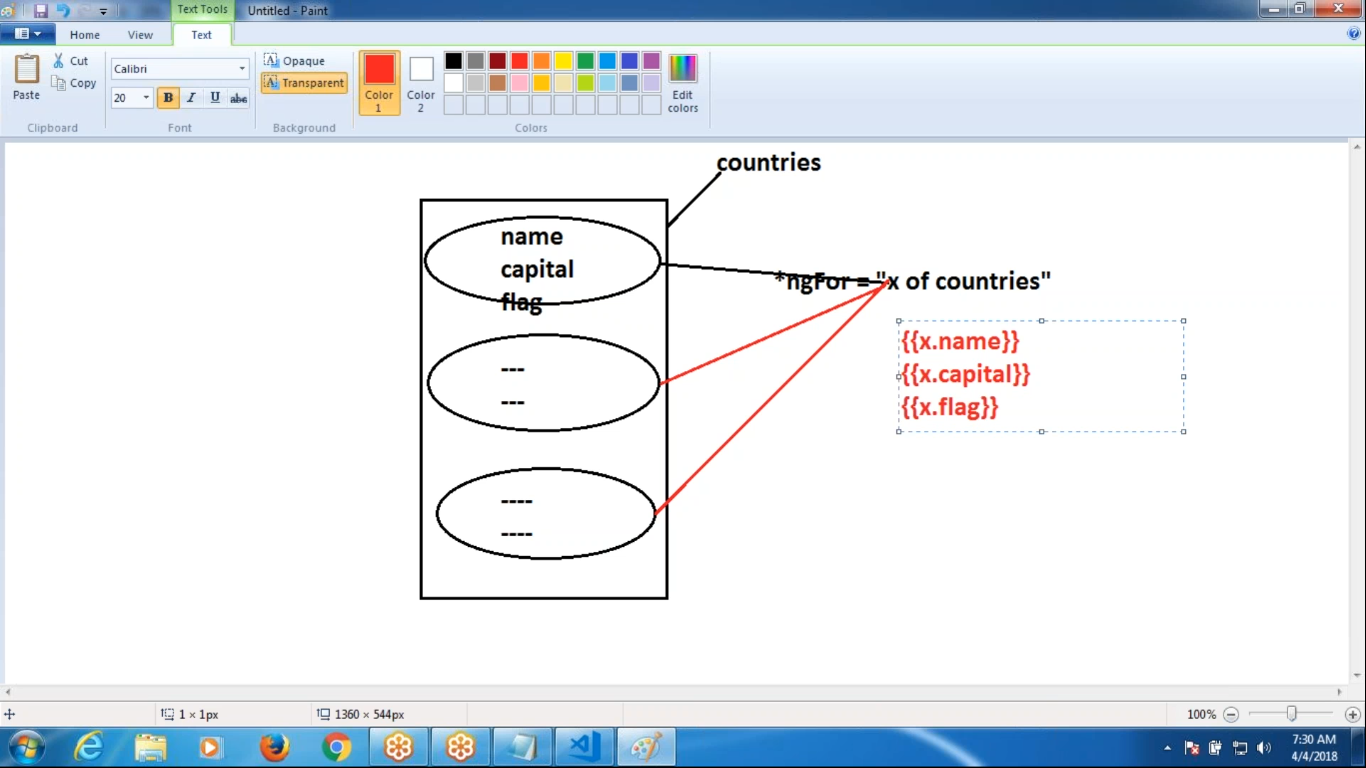 Text Tools
Untitled - Paint
Home
View
Text
Paste
Cut
Copy
Clipboard
Calibri
20
B
I
U
abc
Font
Opaque
Transparent
Background
Color
1
Color
2
Edit
colors
Colors
countries
name
capital
flag
---
---
----
----
*ngFor = "x of countries"
{{x.name}}
{{x.capital}}
{{x.flag}}
1 × 1px
1360 × 544px
100%
7:30 AM
4/4/2018